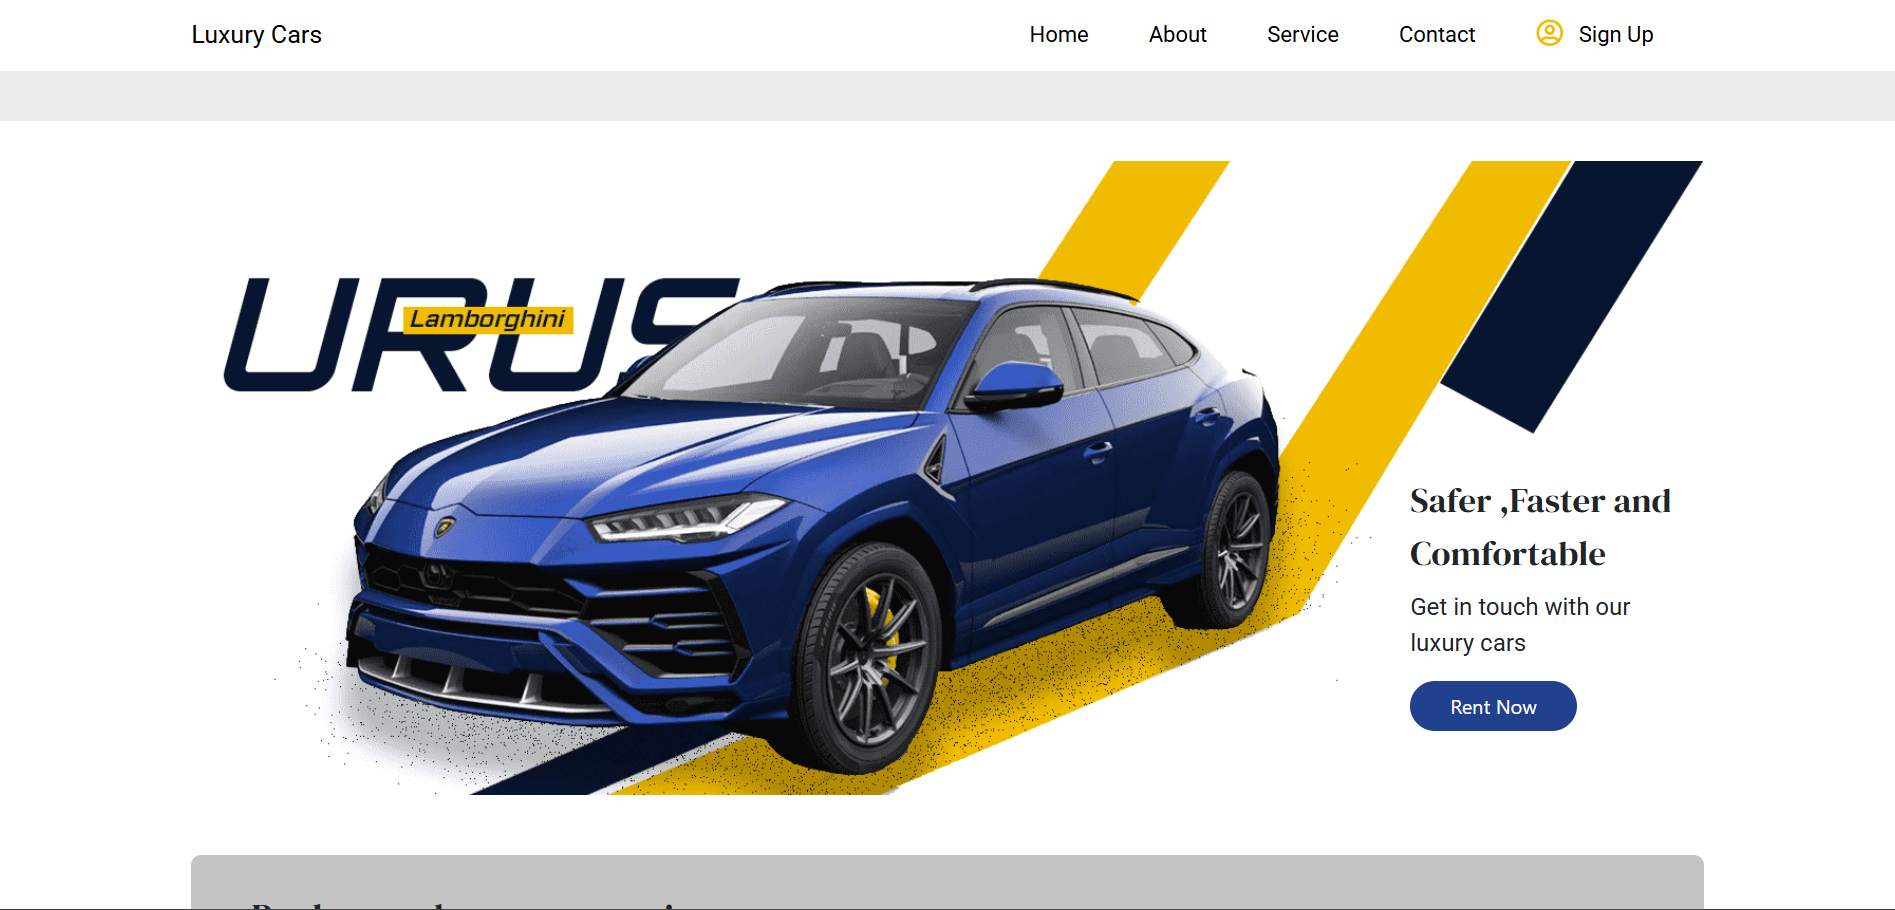 Luxury Cars
Home About Service Contact Sign Up
URUS
Lamborghini
Safer ,Faster and
Comfortable
Get in touch with our
luxury cars
Rent Now